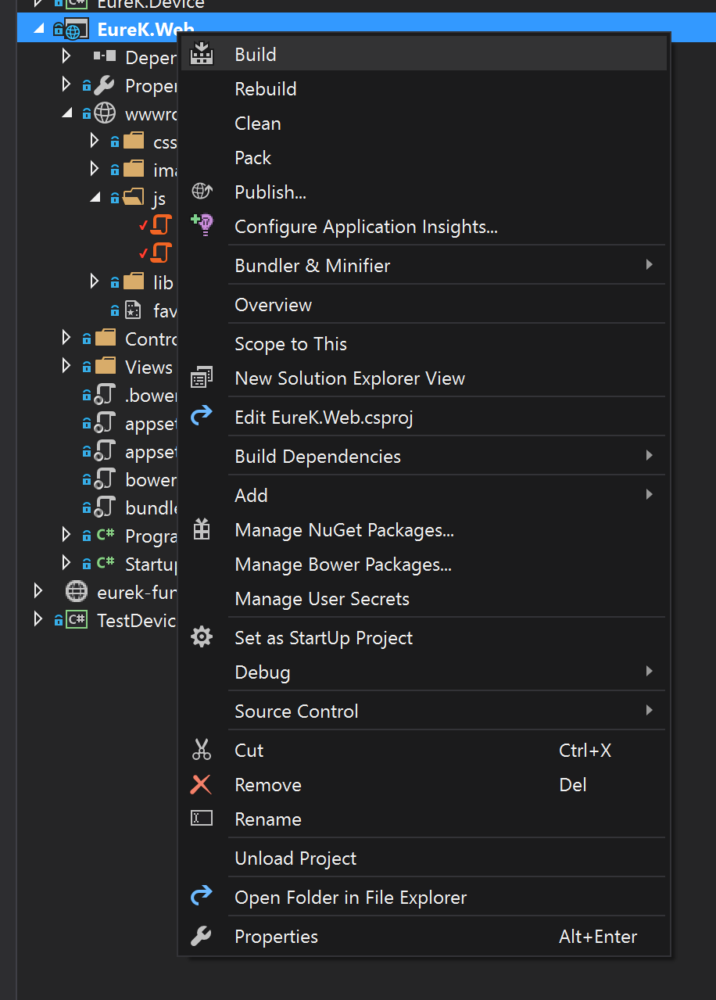 EureK.Device
EureK.Web
Build
Rebuild
Clean
Pack
Publish...
Configure Application Insights...
Bundler & Minifier
Overview
Scope to This
New Solution Explorer View
Edit EureK.Web.csproj
Build Dependencies
Add
Manage NuGet Packages...
Manage Bower Packages...
Manage User Secrets
Set as StartUp Project
Debug
Source Control
Cut Ctrl+X
Remove Del
Rename
Unload Project
Open Folder in File Explorer
Properties Alt+Enter
Depen
Proper
wwwro
css
ima
js
lib
fav
Contro
Views
.bower
appset
appset
bower
bundle
C# Progra
C# Startup
eurek-fun
C# TestDevic